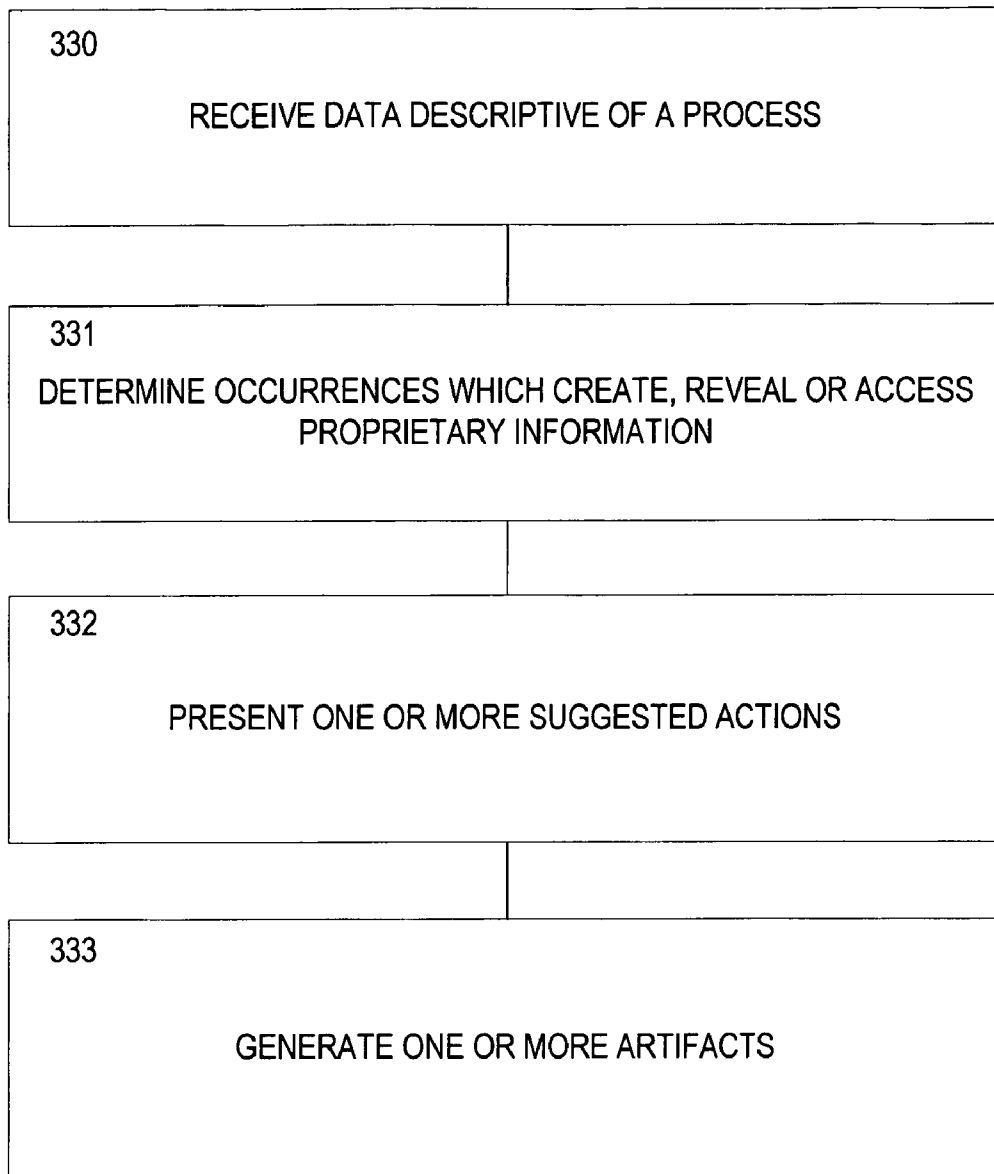 330
RECEIVE DATA DESCRIPTIVE OF A PROCESS
331
DETERMINE OCCURRENCES WHICH CREATE, REVEAL OR ACCESS
PROPRIETARY INFORMATION
332
PRESENT ONE OR MORE SUGGESTED ACTIONS
333
GENERATE ONE OR MORE ARTIFACTS